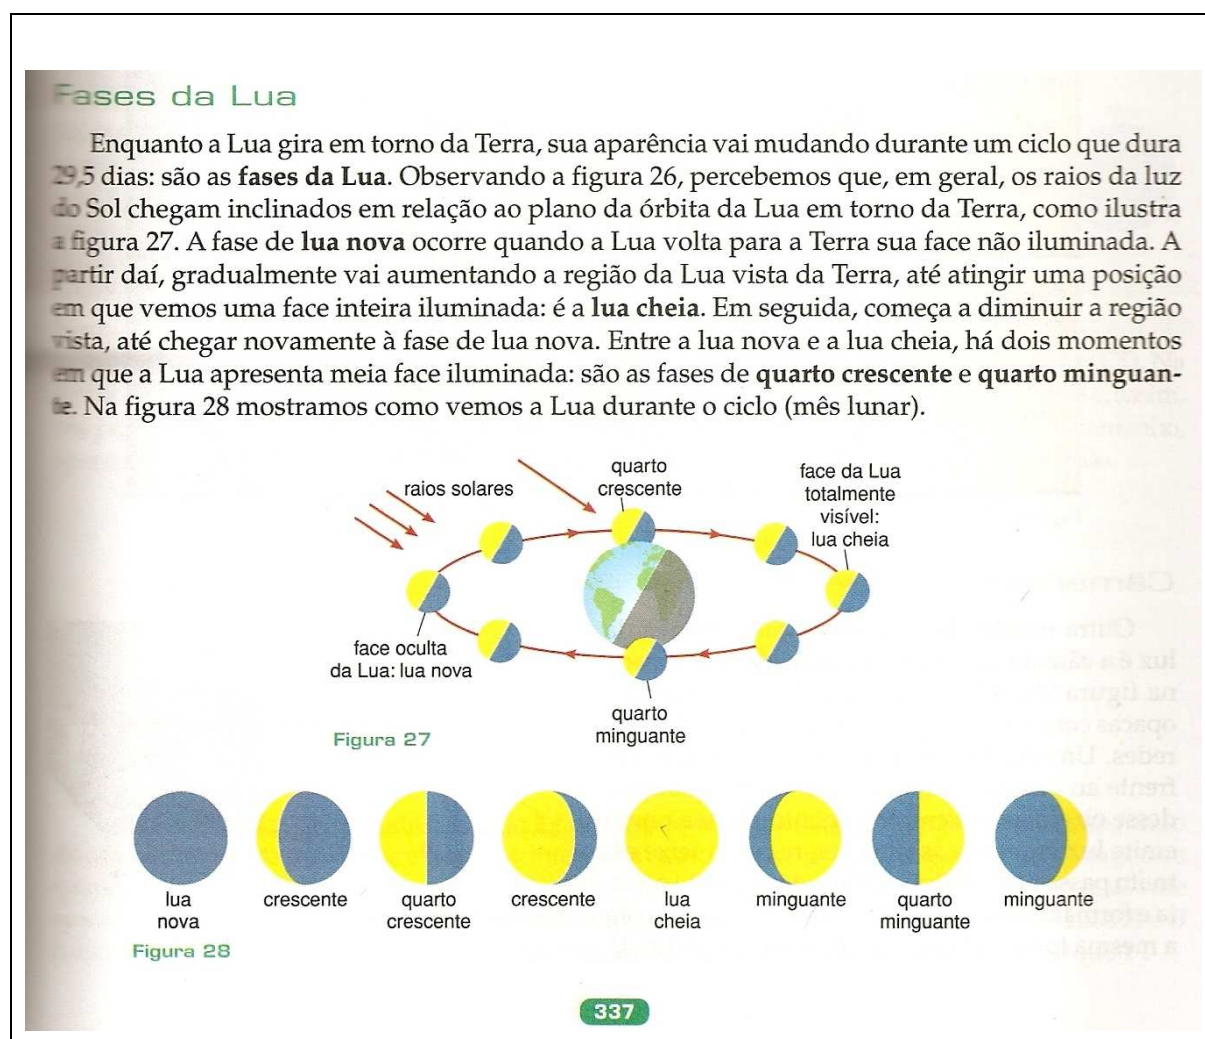 Fases da Lua
Enquanto a Lua gira em torno da Terra, sua aparência vai mudando durante um ciclo que dura
29,5 dias: são as fases da Lua. Observando a figura 26, percebemos que, em geral, os raios da luz
do Sol chegam inclinados em relação ao plano da órbita da Lua em torno da Terra, como ilustra
a figura 27. A fase de lua nova ocorre quando a Lua volta para a Terra sua face não iluminada. A
partir daí, gradualmente vai aumentando a região da Lua vista da Terra, até atingir uma posição
em que vemos uma face inteira iluminada: é a lua cheia. Em seguida, começa a diminuir a região
vista, até chegar novamente à fase de lua nova. Entre a lua nova e a lua cheia, há dois momentos
em que a Lua apresenta meia face iluminada: são as fases de quarto crescente e quarto minguan-
te. Na figura 28 mostramos como vemos a Lua durante o ciclo (mês lunar).
raios solares
quarto
crescente
face da Lua
totalmente
visível:
lua cheia
face oculta
da Lua: lua nova
quarto
minguante
Figura 27
lua
nova
crescente
quarto
crescente
crescente
lua
cheia
minguante
quarto
minguante
minguante
Figura 28
337